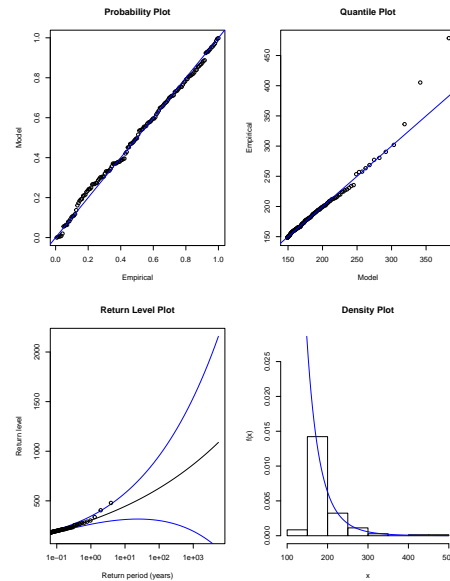 Probability Plot
Model
0.0 0.2 0.4 0.6 0.8 1.0
0.0 0.2 0.4 0.6 0.8 1.0
Empirical
Quantile Plot
Empirical
150 200 250 300 350 400 450
150 200 250 300 350
Model
Return Level Plot
Return level
500 1000 1500 2000
1e-01 1e+00 1e+01 1e+03
Return period (years)
Density Plot
f(x)
0.000 0.005 0.010 0.015 0.020 0.025
100 200 300 400 500
x